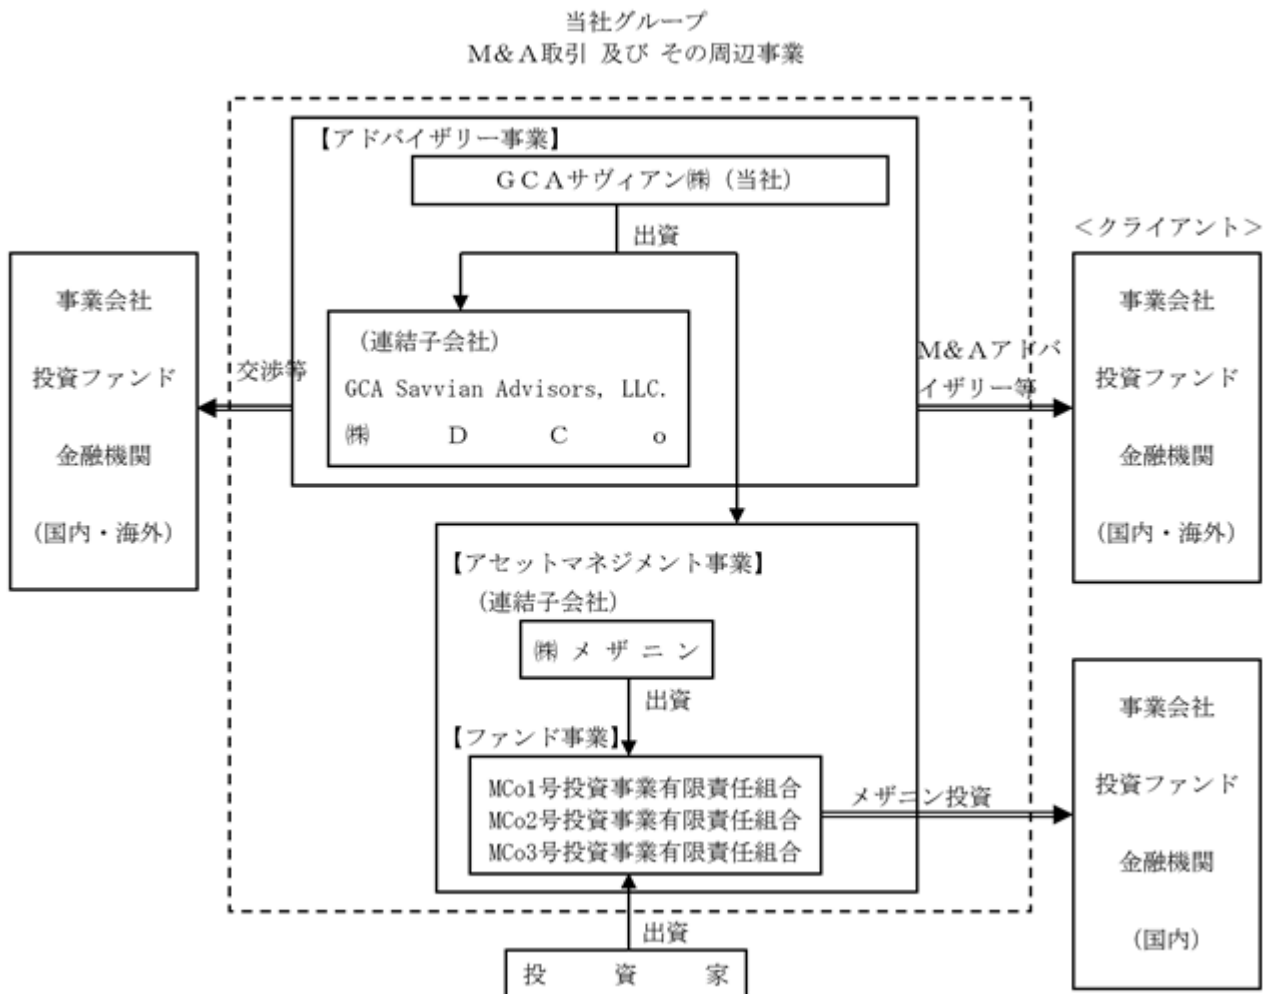 当社グループ
M&A取引 及び その周辺事業
【アドバイザリー事業】
GCAサヴィアン㈱(当社)
出資
(連結子会社)
GCA Savvian Advisors, LLC.
㈱ D C o
交渉等
事業会社
投資ファンド
金融機関
(国内・海外)
<クライアント>
M&Aアドバ
イザリー等
事業会社
投資ファンド
金融機関
(国内・海外)
【アセットマネジメント事業】
(連結子会社)
㈱ メ ザ ニ ン
出資
【ファンド事業】
MCo1号投資事業有限責任組合
MCo2号投資事業有限責任組合
MCo3号投資事業有限責任組合
メザニン投資
事業会社
投資ファンド
金融機関
(国内)
出資
投 資 家